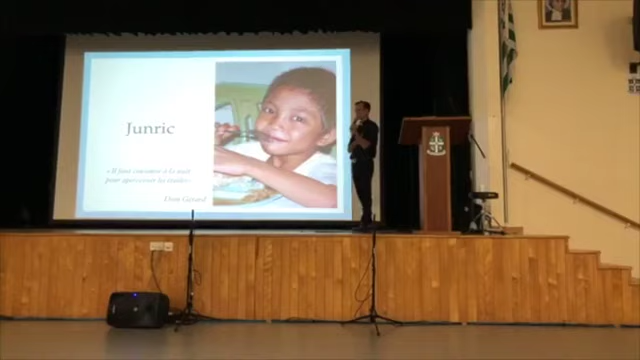 Junric
« Il faut consentir à la nuit
pour apercevoir les étoiles»
Dom Gérard